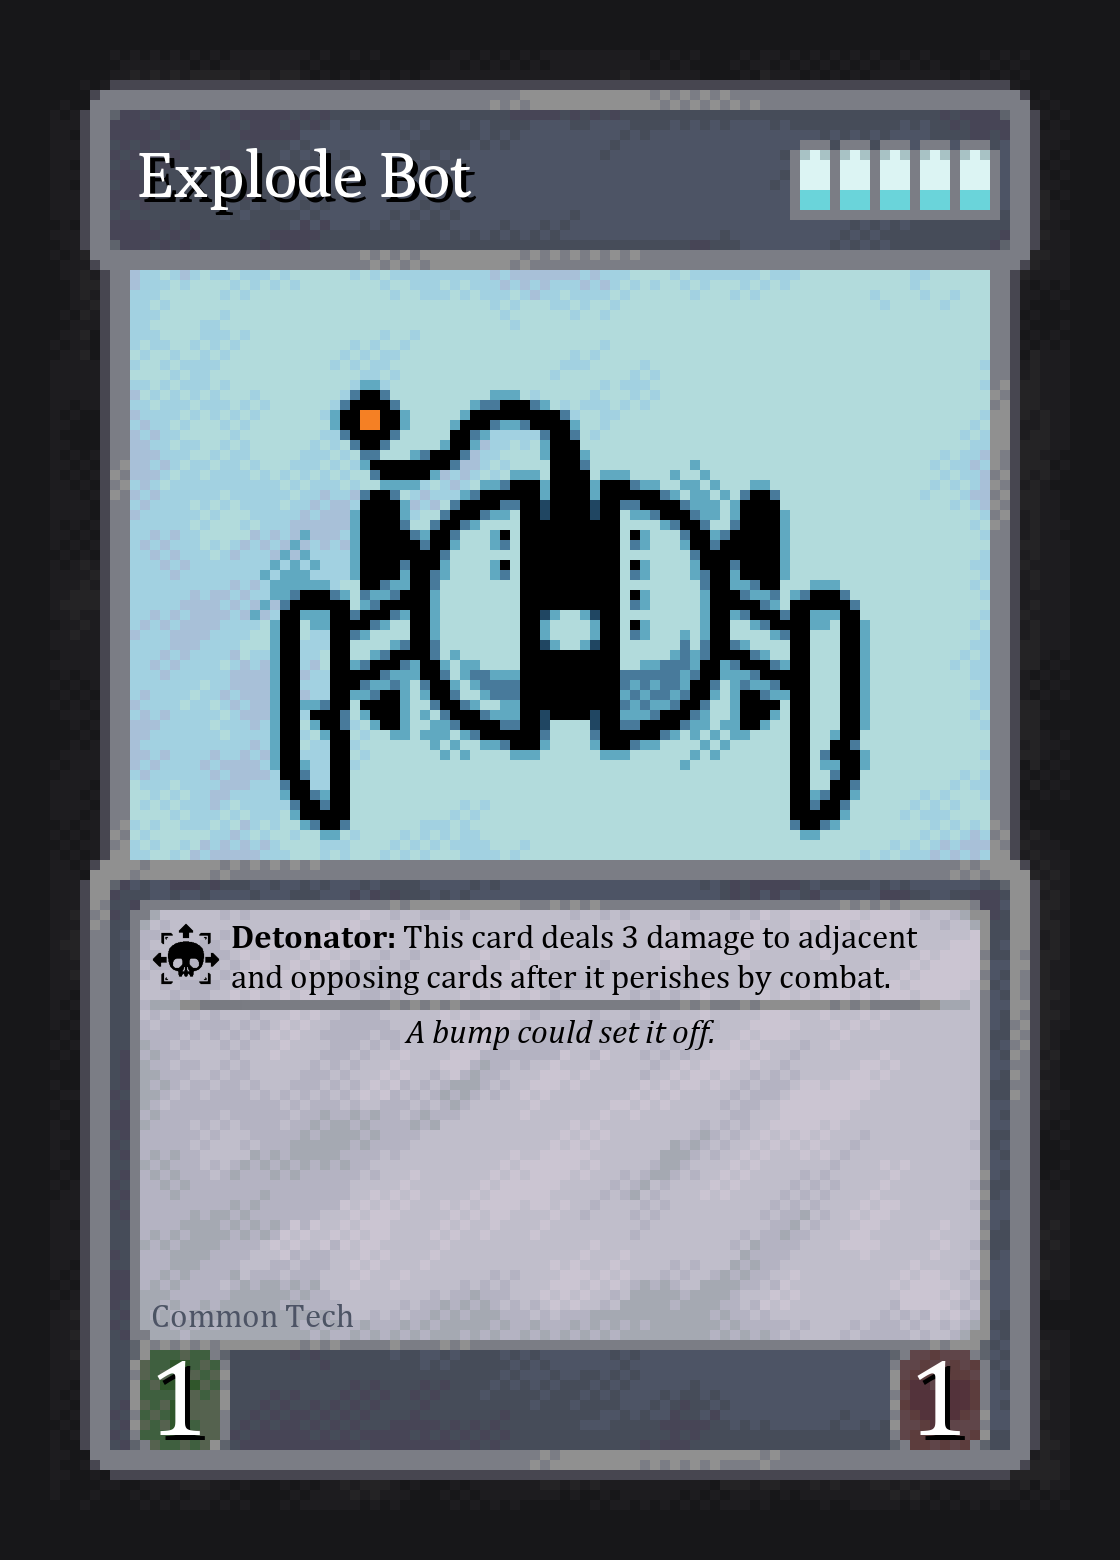 Explode Bot
Detonator: This card deals 3 damage to adjacent
and opposing cards after it perishes by combat.
A bump could set it off.
Common Tech
1 1